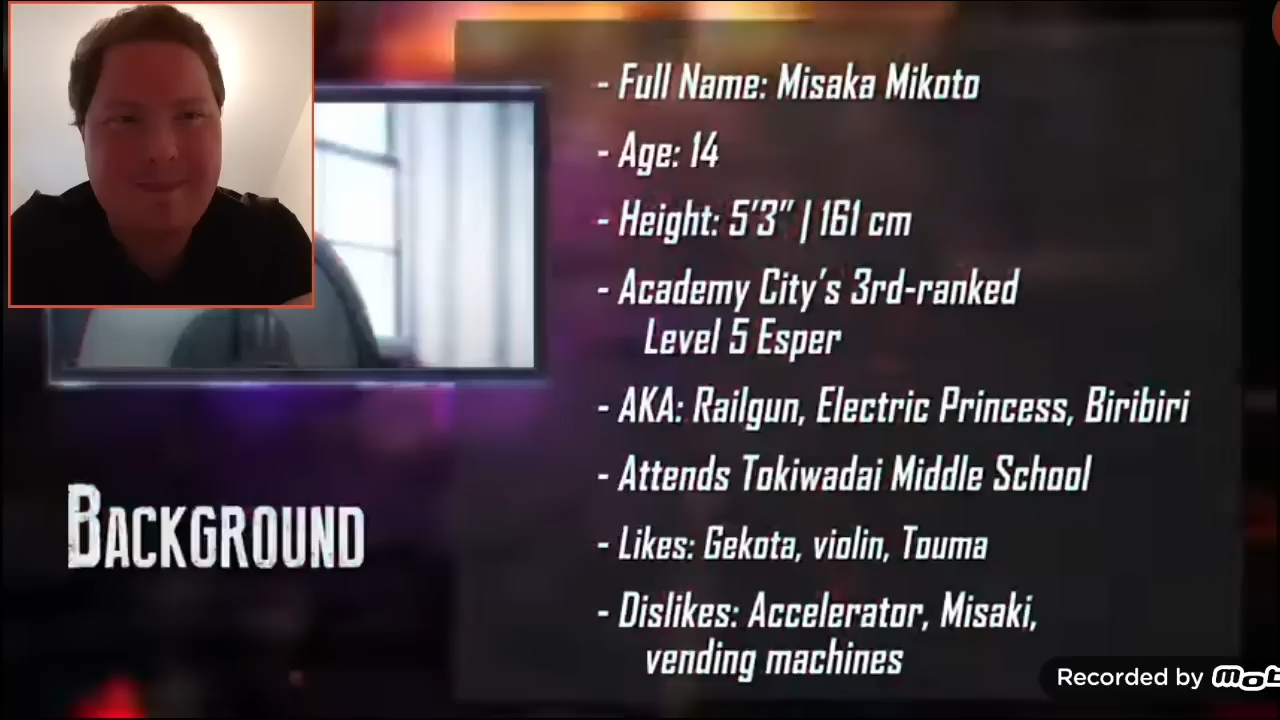 - Full Name: Misaka Mikoto
- Age: 14
- Height: 5'3" | 161 cm
- Academy City's 3rd-ranked
Level 5 Esper
- AKA: Railgun, Electric Princess, Biribiri
- Attends Tokiwadai Middle School
- Likes: Gekota, violin, Touma
- Dislikes: Accelerator, Misaki,
vending machines
BACKGROUND
Recorded by